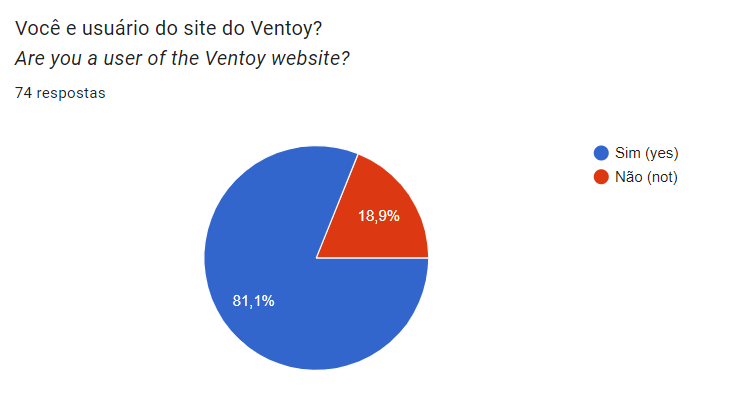 Você e usuário do site do Ventoy?
Are you a user of the Ventoy website?
74 respostas
Sim (yes)
Não (not)
18,9%
81,1%